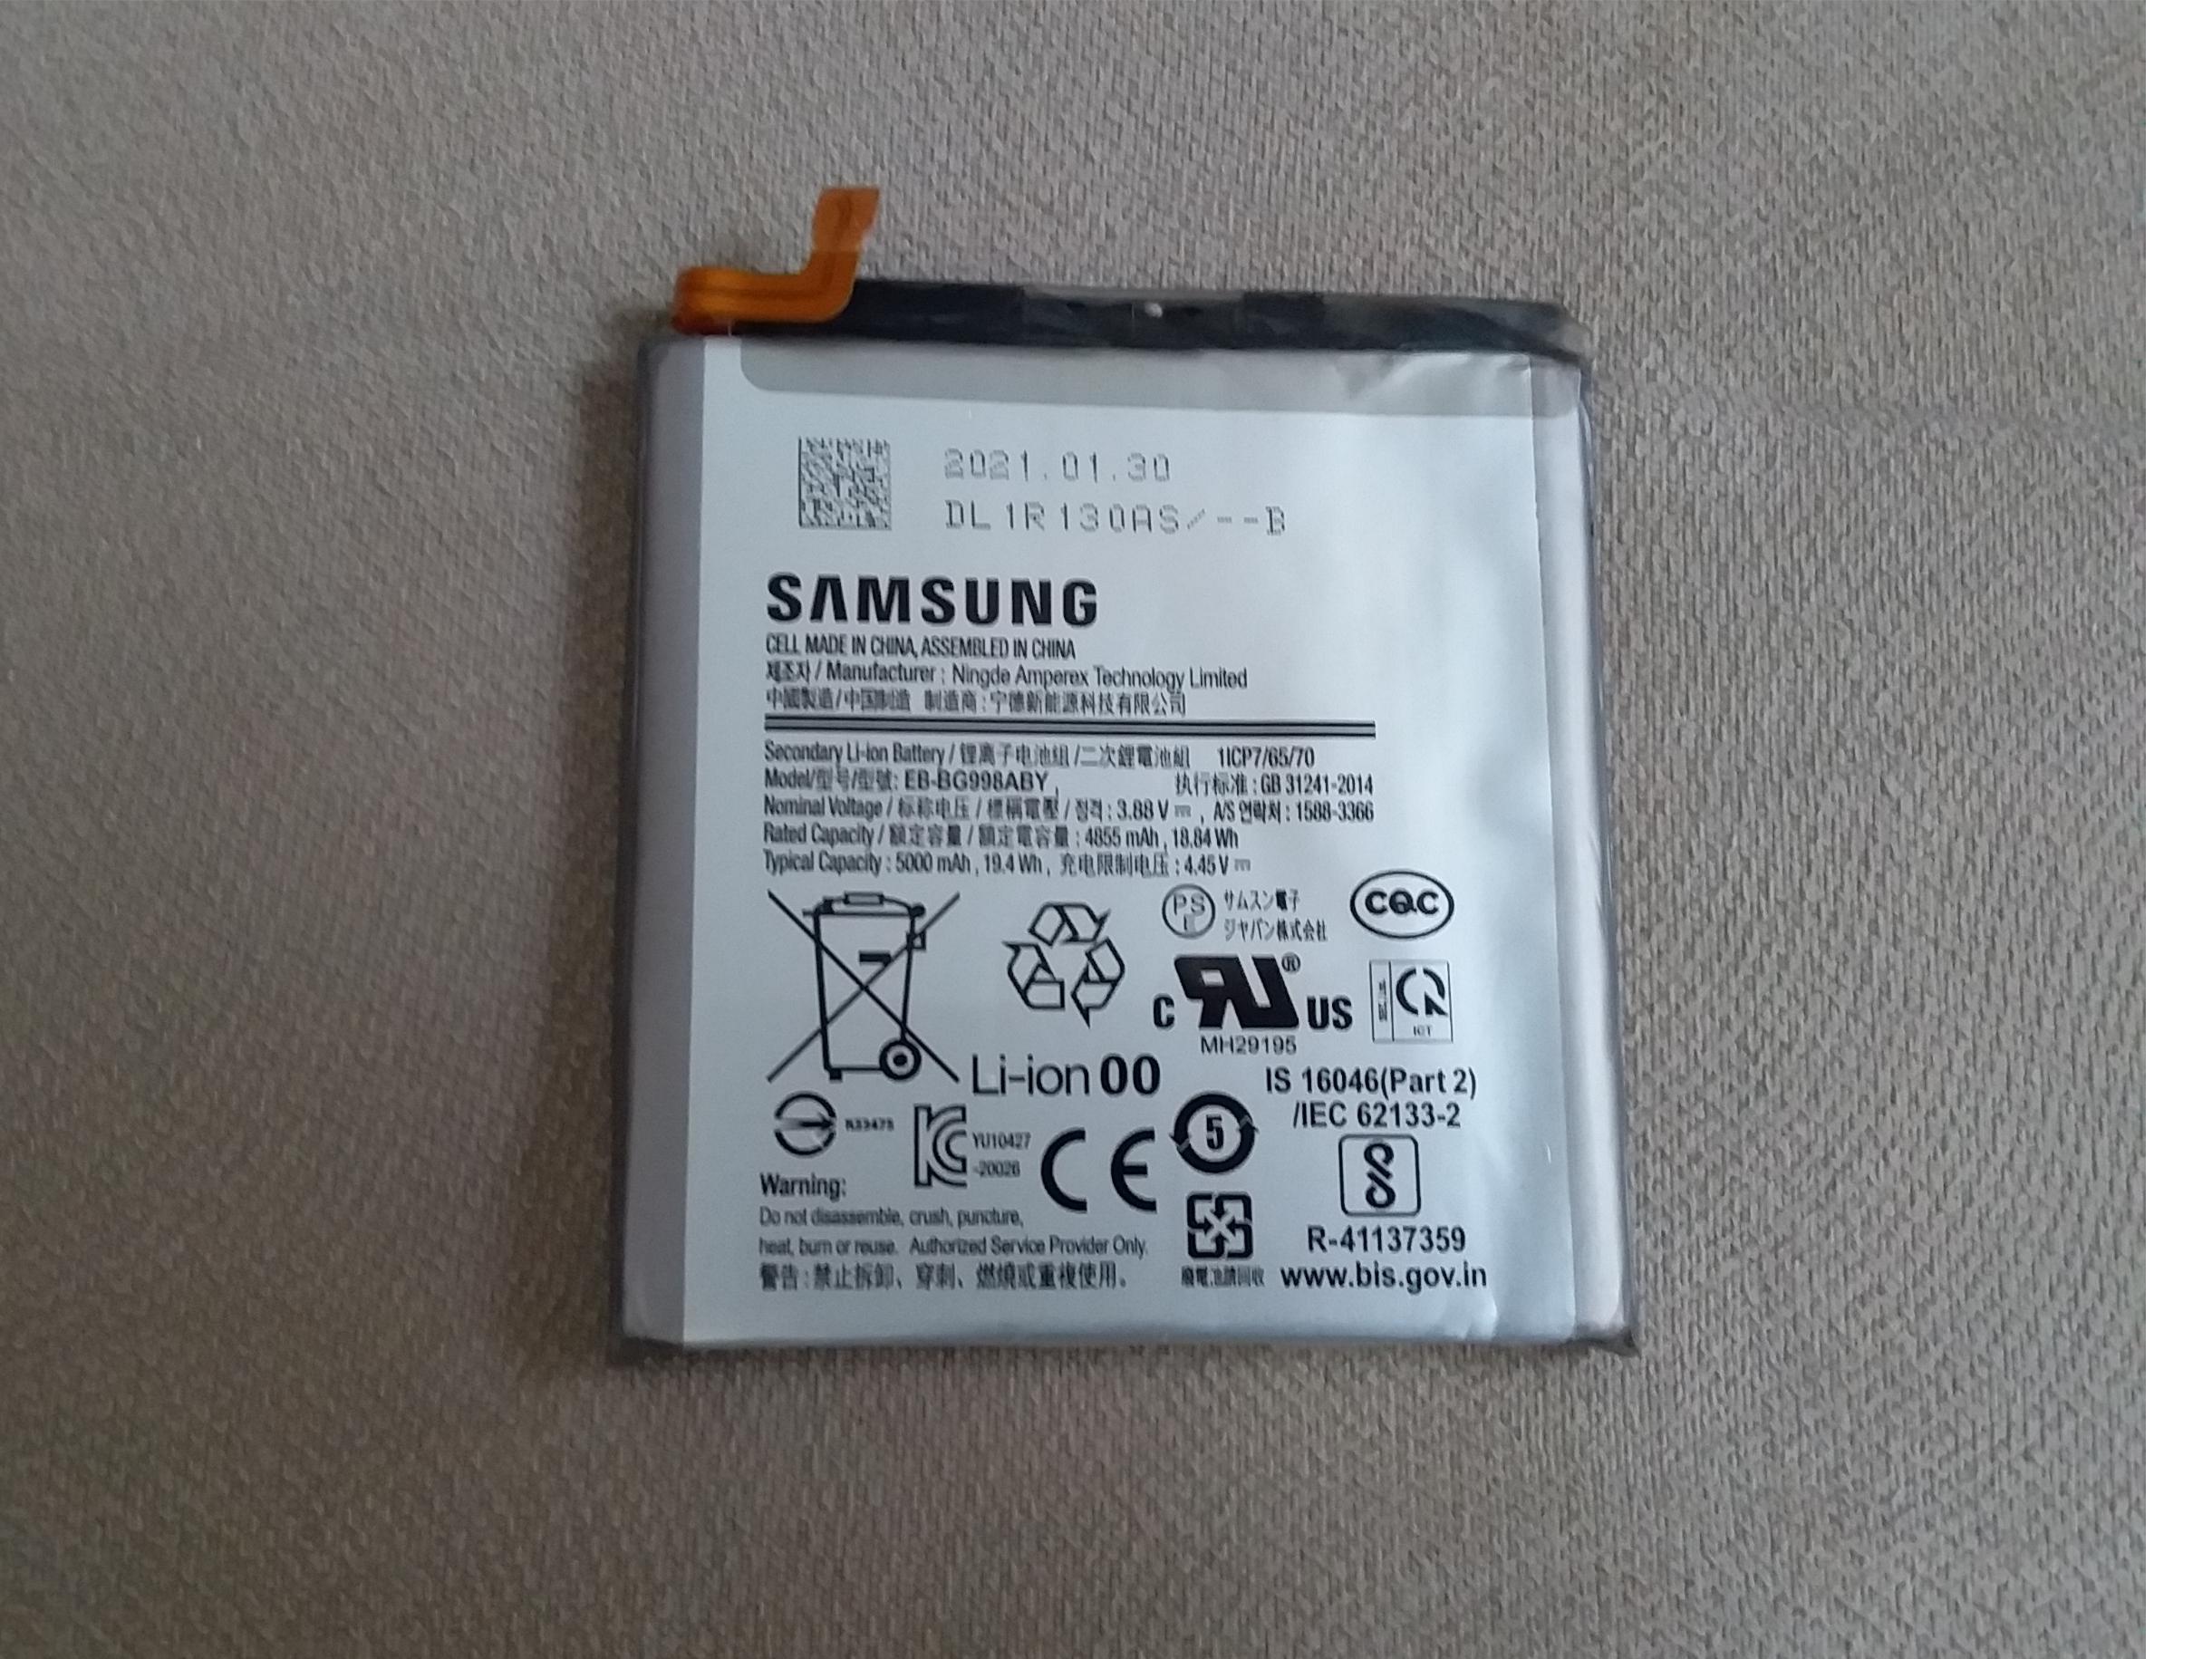 2021.01.30
DL1R130AS/--B
SAMSUNG
CELL MADE IN CHINA, ASSEMBLED IN CHINA
제조자 / Manufacturer : Ningde Amperex Technology Limited
中國製造/中国制造 制造商 : 宁德新能源科技有限公司
Secondary Li-ion Battery / 锂离子电池组 /二次鋰電池組 1ICP7/65/70
Model/型号/型號: EB-BG998ABY , 执行标准 : GB 31241-2014
Nominal Voltage / 标称电压 / 標稱電壓 / 정격 : 3.88 V ⎓ , A/S 연락처 : 1588-3366
Rated Capacity / 额定容量 / 額定電容量 : 4855 mAh , 18.84 Wh
Typical Capacity : 5000 mAh , 19.4 Wh , 充电限制电压 : 4.45 V ⎓
PS E サムスン電子
ジャパン株式会社
CQC
C RU ® US
MH29195
Li-ion 00
IS 16046(Part 2)
/IEC 62133-2
R33475
KC YU10427
-20026
CE
5
Warning:
Do not disassemble, crush, puncture,
heat, burn or reuse. Authorized Service Provider Only.
警告 : 禁止拆卸、穿刺、燃燒或重複使用。
廢電池請回收
R-41137359
www.bis.gov.in